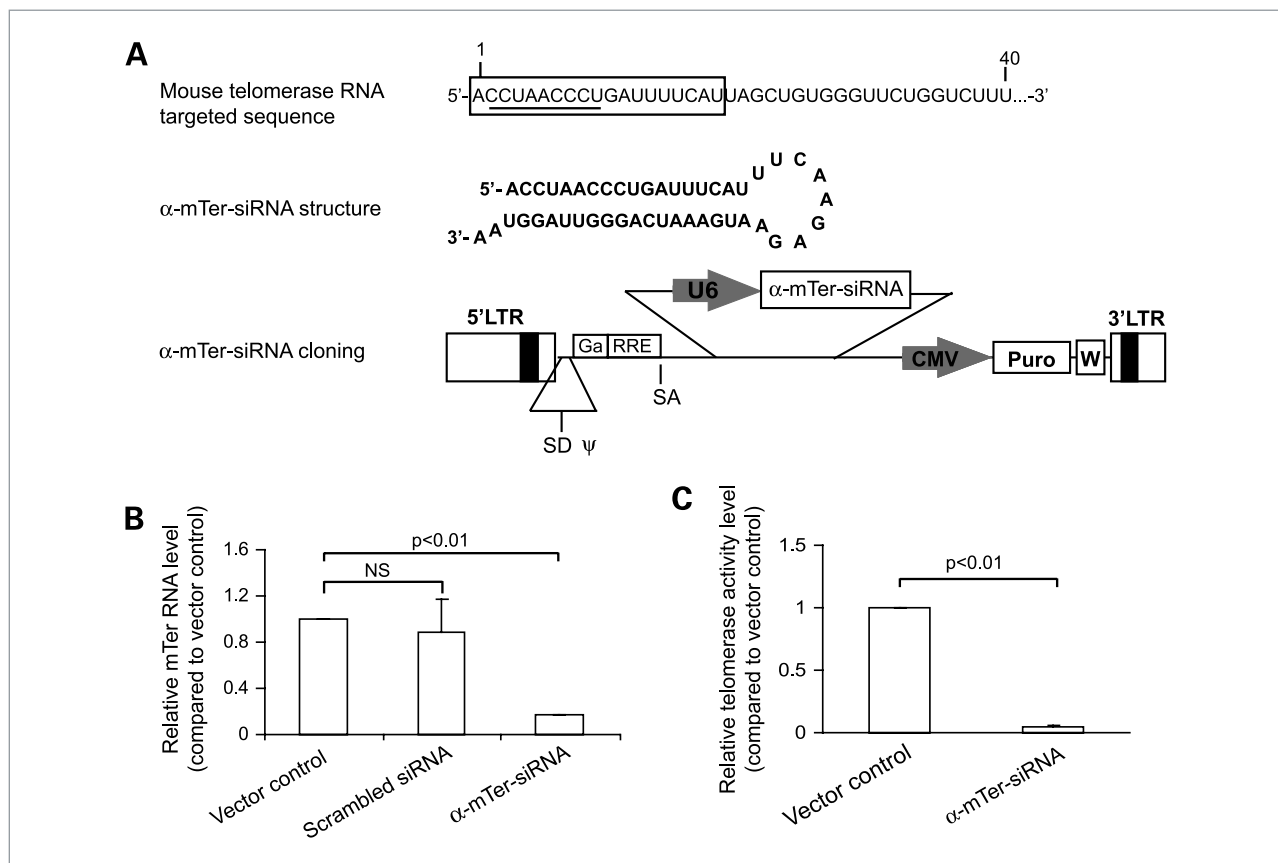 A
1
40
Mouse telomerase RNA
targeted sequence
5'-ACCUAACCCUGAUUUUCAUUAGCUGUGGGUUCUGGUCUUU...-3'
α-mTer-siRNA structure
5'- ACCUAACCCUGAUUUCAU
U U C A A G A G A
3'- A A UGGAUUGGGACUAAAGUA
U6
α-mTer-siRNA
α-mTer-siRNA cloning
5'LTR
Ga
RRE
CMV
Puro
W
3'LTR
SA
SD ψ
B
Relative mTer RNA level
(compared to vector control)
1.6
1.2
0.8
0.4
0
p<0.01
NS
Vector control
Scrambled siRNA
α-mTer-siRNA
C
Relative telomerase activity level
(compared to vector control)
1.5
1
0.5
0
p<0.01
Vector control
α-mTer-siRNA